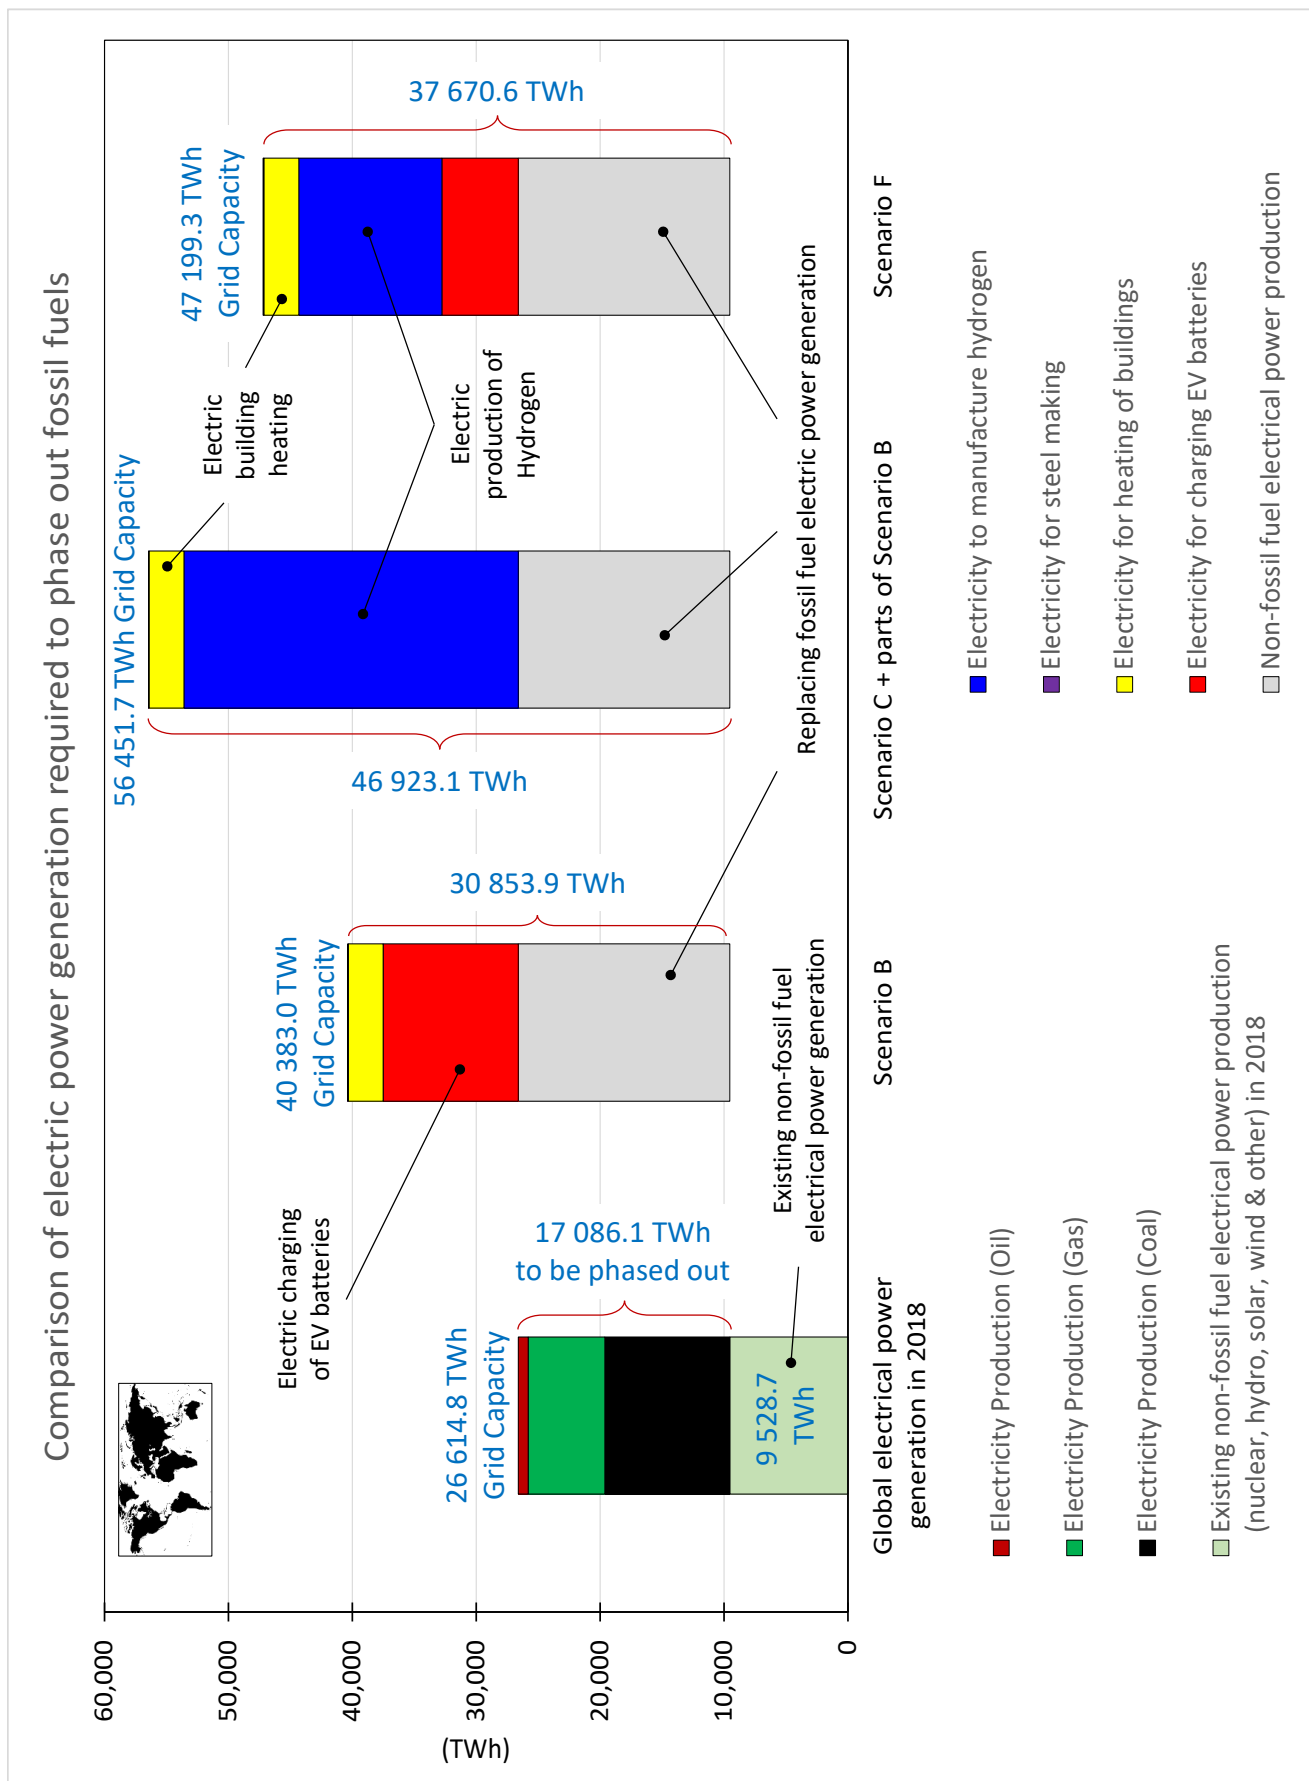 Comparison of electric power generation required to phase out fossil fuels
60,000
50,000
40,000
30,000
20,000
10,000
0
(TWh)
26 614.8 TWh
Grid Capacity
17 086.1 TWh
to be phased out
9 528.7
TWh
Existing non-fossil fuel
electrical power generation
Electric charging
of EV batteries
40 383.0 TWh
Grid Capacity
30 853.9 TWh
56 451.7 TWh Grid Capacity
46 923.1 TWh
Electric
building
heating
Electric
production of
Hydrogen
Replacing fossil fuel electric power generation
47 199.3 TWh
Grid Capacity
37 670.6 TWh
Global electrical power
generation in 2018
Scenario B
Scenario C + parts of Scenario B
Scenario F
Electricity Production (Oil)
Electricity Production (Gas)
Electricity Production (Coal)
Existing non-fossil fuel electrical power production
(nuclear, hydro, solar, wind & other) in 2018
Electricity to manufacture hydrogen
Electricity for steel making
Electricity for heating of buildings
Electricity for charging EV batteries
Non-fossil fuel electrical power production